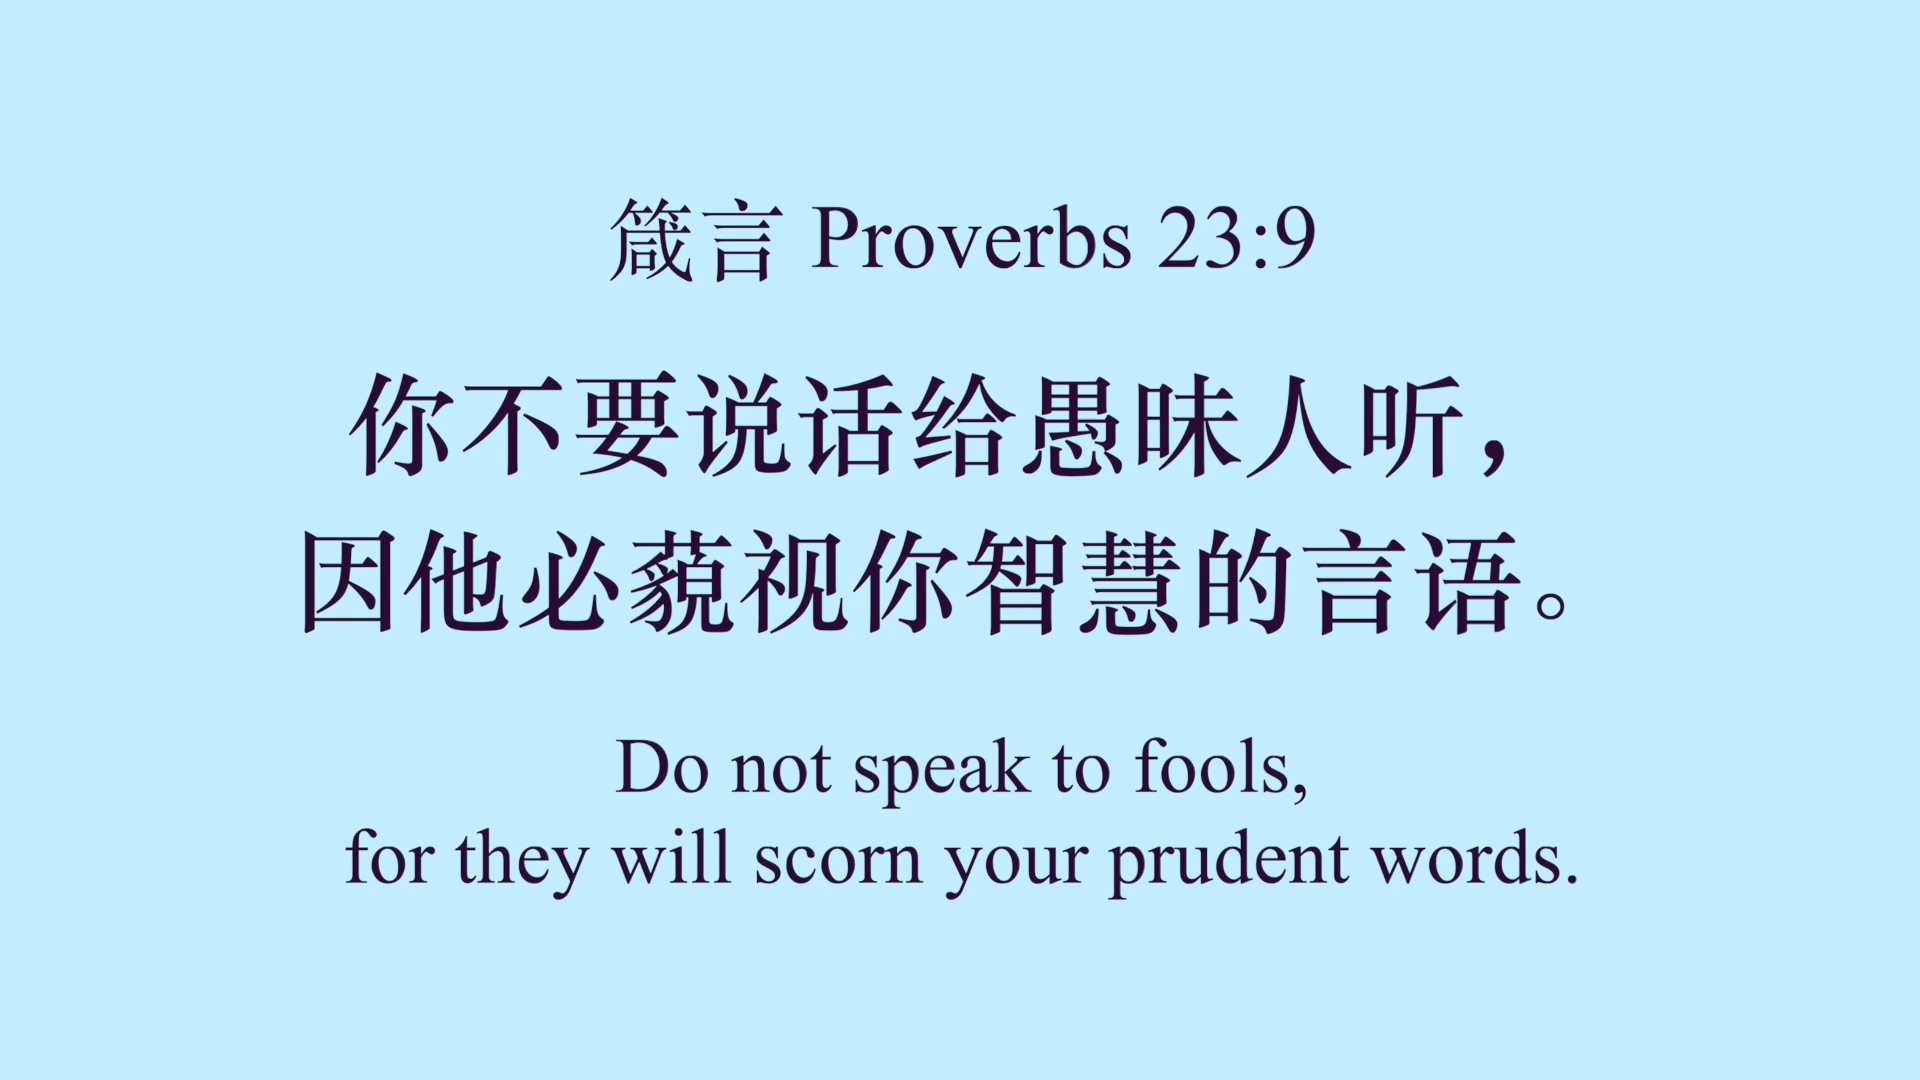 箴言 Proverbs 23:9
你不要说话给愚昧人听，
因他必藐视你智慧的言语。
Do not speak to fools,
for they will scorn your prudent words.